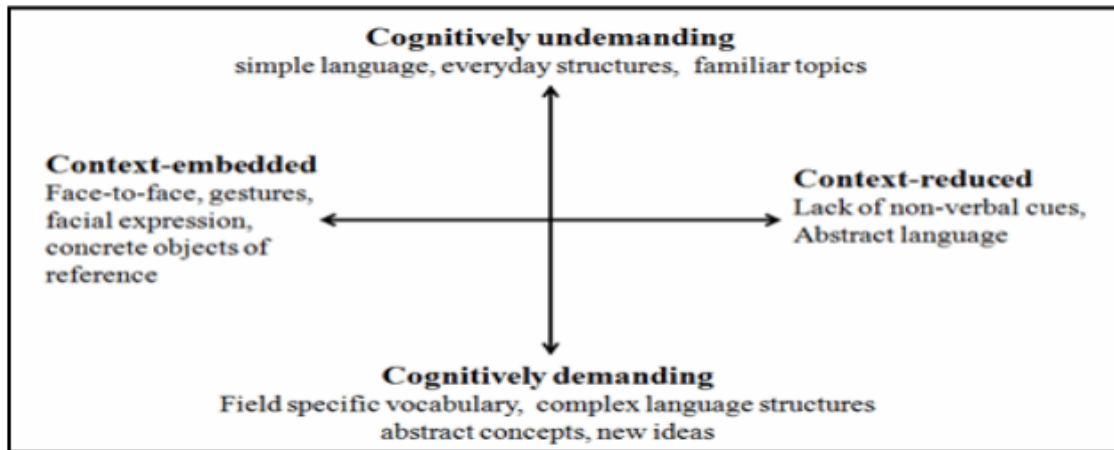 Cognitively undemanding
simple language, everyday structures, familiar topics
Context-embedded
Face-to-face, gestures,
facial expression,
concrete objects of
reference
Context-reduced
Lack of non-verbal cues,
Abstract language
Cognitively demanding
Field specific vocabulary, complex language structures
abstract concepts, new ideas